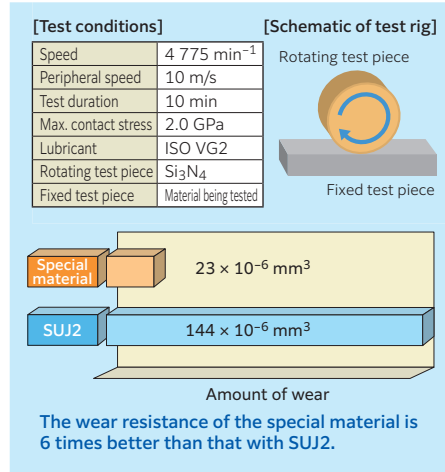 [Test conditions]
[Schematic of test rig]
Speed 4 775 min⁻¹
Peripheral speed 10 m/s
Test duration 10 min
Max. contact stress 2.0 GPa
Lubricant ISO VG2
Rotating test piece Si₃N₄
Fixed test piece Material being tested
Rotating test piece
Fixed test piece
Special
material
23 × 10⁻⁶ mm³
SUJ2
144 × 10⁻⁶ mm³
Amount of wear
The wear resistance of the special material is
6 times better than that with SUJ2.